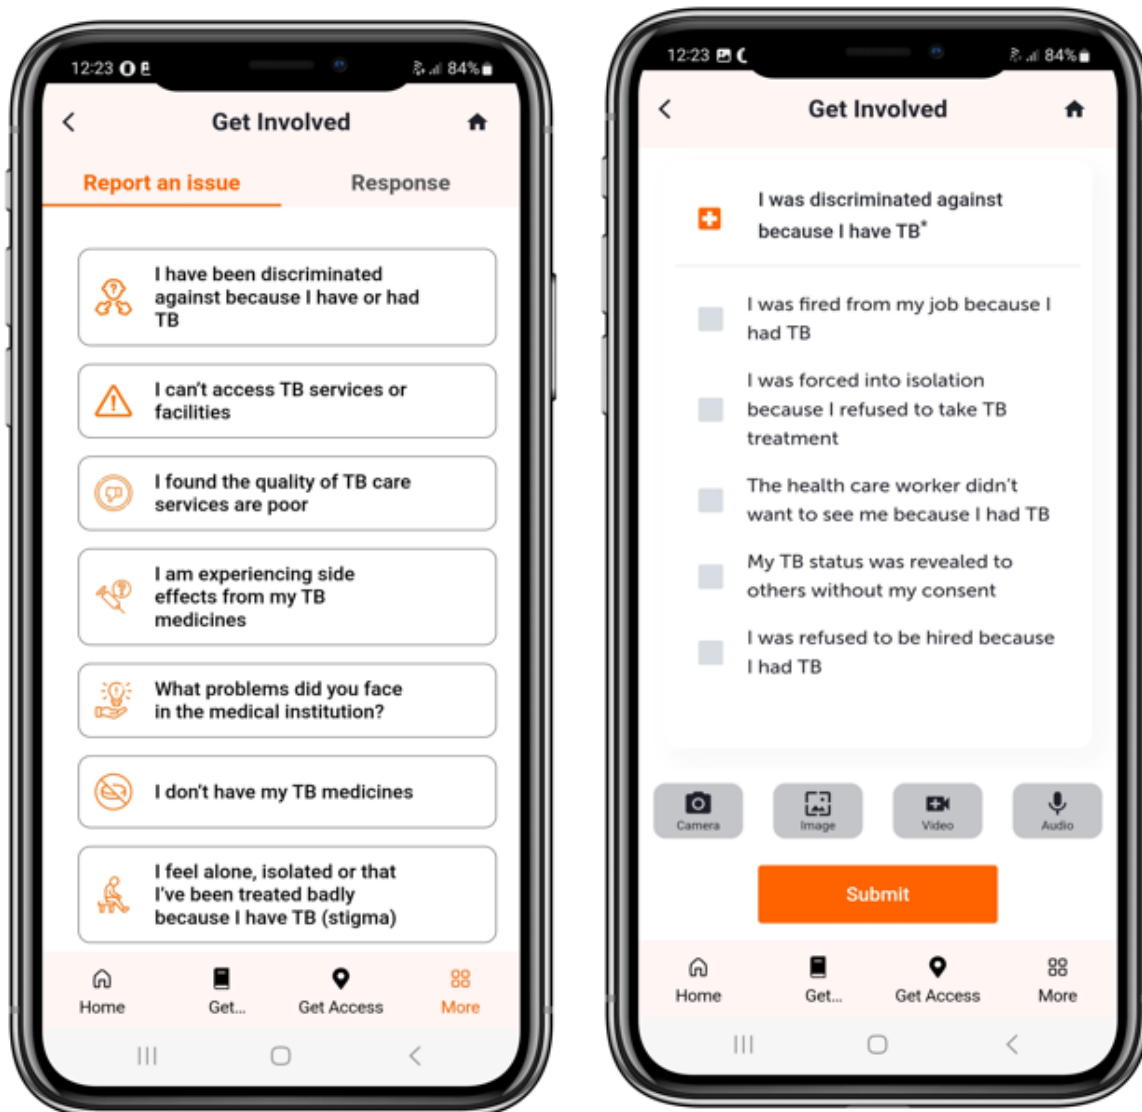 12:23
84%
Get Involved
Report an issue
Response
I have been discriminated
against because I have or had
TB
I can't access TB services or
facilities
I found the quality of TB care
services are poor
I am experiencing side
effects from my TB
medicines
What problems did you face
in the medical institution?
I don't have my TB medicines
I feel alone, isolated or that
I've been treated badly
because I have TB (stigma)
Home
Get...
Get Access
More
12:23
84%
Get Involved
I was discriminated against
because I have TB*
I was fired from my job because I
had TB
I was forced into isolation
because I refused to take TB
treatment
The health care worker didn't
want to see me because I had TB
My TB status was revealed to
others without my consent
I was refused to be hired because
I had TB
Camera
Image
Video
Audio
Submit
Home
Get...
Get Access
More